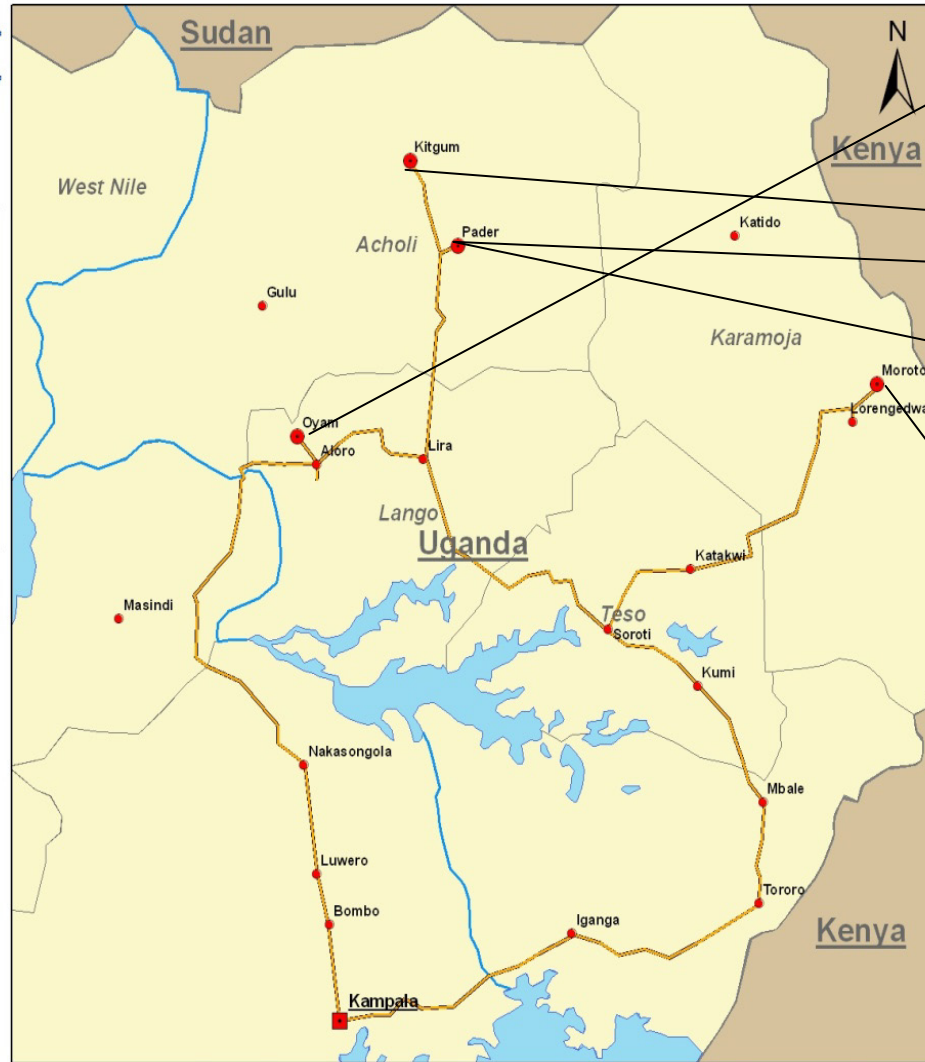 Sudan
N
Kitgum
Kenya
West Nile
Pader
Katido
Acholi
Gulu
Karamoja
Moroto
Lorengedwa
Oyam
Aloro
Lira
Lango
Uganda
Katakwi
Masindi
Teso
Soroti
Kumi
Nakasongola
Mbale
Luwero
Tororo
Bombo
Iganga
Kenya
Kampala